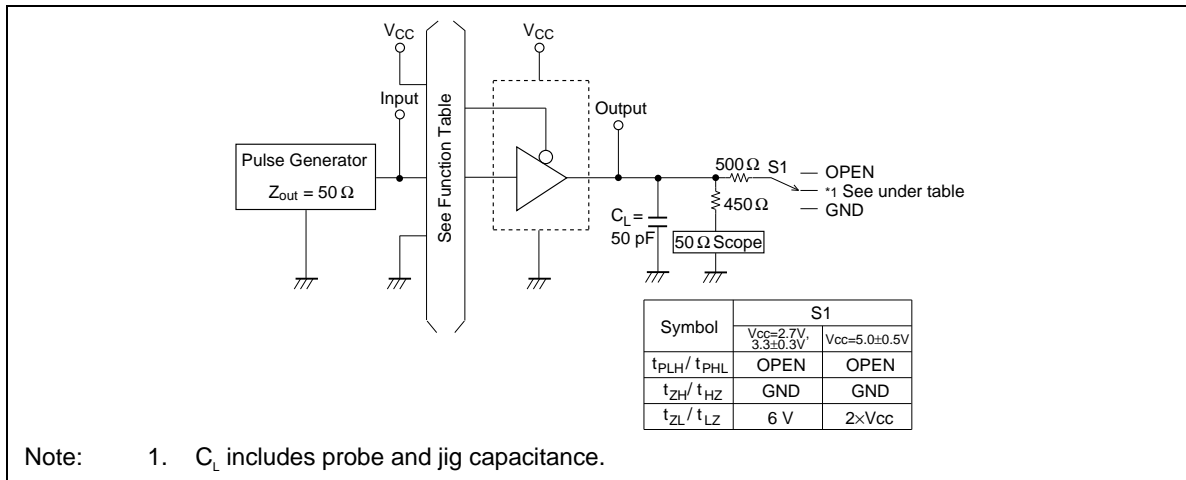 VCC
VCC
Input
Output
See Function Table
Pulse Generator
Zout = 50 Ω
500 Ω
S1
OPEN
*1 See under table
GND
450 Ω
CL =
50 pF
50 Ω Scope
Symbol
S1
Vcc=2.7V,
3.3±0.3V
Vcc=5.0±0.5V
tPLH / tPHL
OPEN
OPEN
tZH / tHZ
GND
GND
tZL / tLZ
6 V
2×Vcc
Note: 1. CL includes probe and jig capacitance.